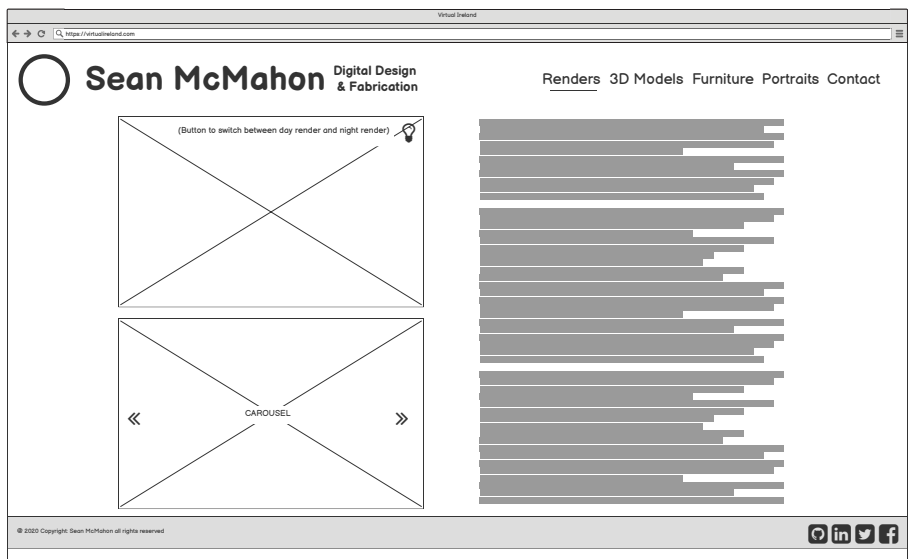 Virtual Ireland
https://virtualireland.com
Sean McMahon
Digital Design
& Fabrication
Renders 3D Models Furniture Portraits Contact
(Button to switch between day render and night render)
CAROUSEL
@ 2020 Copyright: Sean McMahon all rights reserved
in